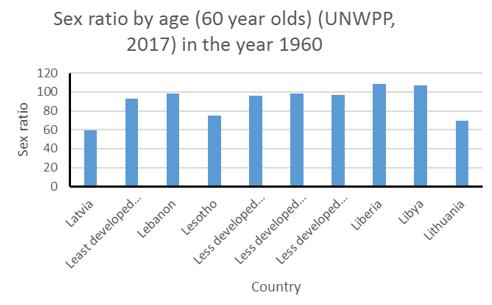 Sex ratio by age (60 year olds) (UNWPP,
2017) in the year 1960
120
100
80
60
40
20
0
Sex ratio
Latvia
Least developed...
Lebanon
Lesotho
Less developed...
Less developed...
Less developed...
Liberia
Libya
Lithuania
Country